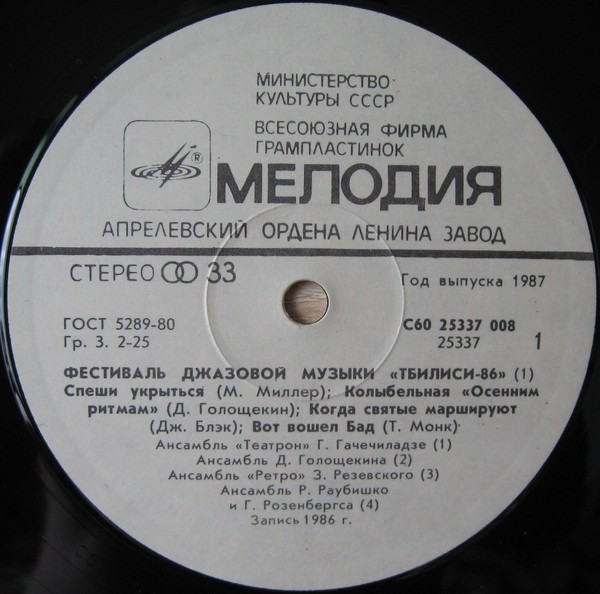 МИНИСТЕРСТВО
КУЛЬТУРЫ СССР
ВСЕСОЮЗНАЯ ФИРМА
ГРАМПЛАСТИНОК
®
МЕЛОДИЯ
АПРЕЛЕВСКИЙ ОРДЕНА ЛЕНИНА ЗАВОД
СТЕРЕО 33
Год выпуска 1987
ГОСТ 5289-80
С60 25337 008
Гр. 3. 2-25
25337 1
ФЕСТИВАЛЬ ДЖАЗОВОЙ МУЗЫКИ «ТБИЛИСИ-86» (1)
Спеши укрыться (М. Миллер); Колыбельная «Осенним
ритмам» (Д. Голощекин); Когда святые маршируют
(Дж. Блэк); Вот вошел Бад (Т. Монк)
Ансамбль «Театрон» Г. Гачечиладзе (1)
Ансамбль Д. Голощекина (2)
Ансамбль «Ретро» З. Резевского (3)
Ансамбль Р. Раубишко
и Г. Розенбергса (4)
Запись 1986 г.